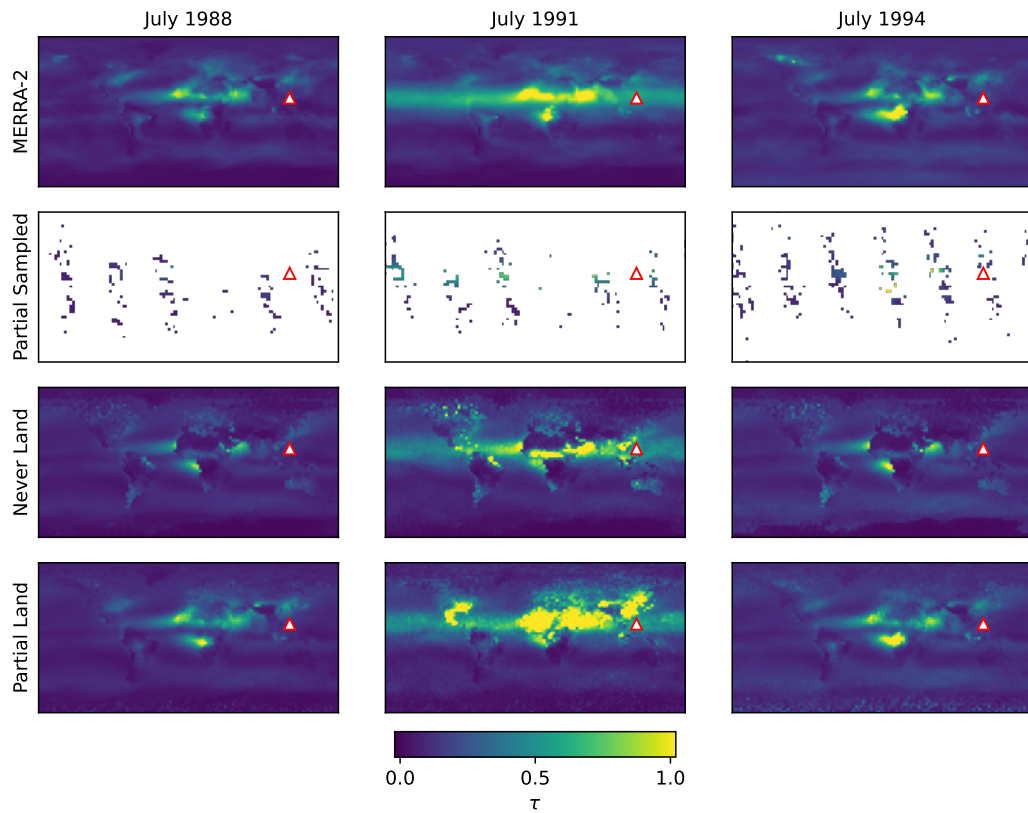 July 1988 July 1991 July 1994
MERRA-2
Partial Sampled
Never Land
Partial Land
0.0 0.5 1.0
τ